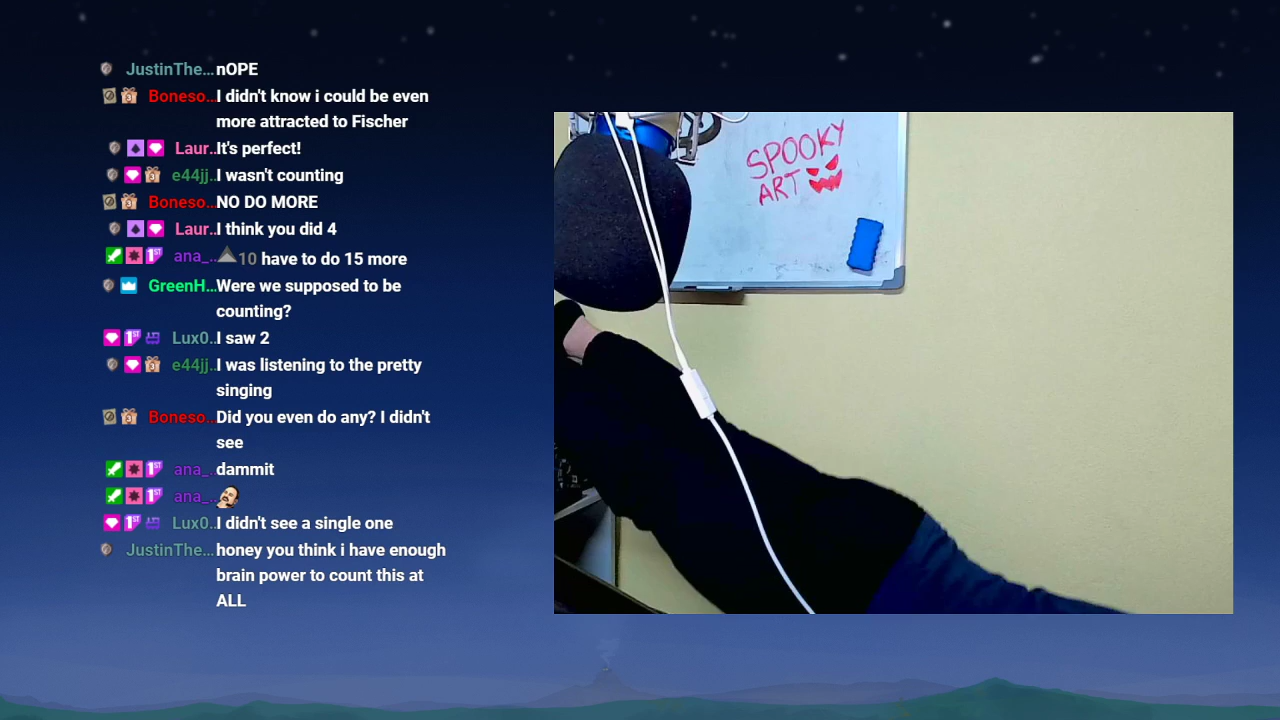 JustinThe... nOPE
Boneso... I didn't know i could be even
more attracted to Fischer
Laur.. It's perfect!
e44jj.. I wasn't counting
Boneso... NO DO MORE
Laur.. I think you did 4
ana_.. 10 have to do 15 more
GreenH... Were we supposed to be
counting?
Lux0.. I saw 2
e44jj.. I was listening to the pretty
singing
Boneso... Did you even do any? I didn't
see
ana_.. dammit
ana_..
Lux0.. I didn't see a single one
JustinThe... honey you think i have enough
brain power to count this at
ALL
SPOOKY
ART